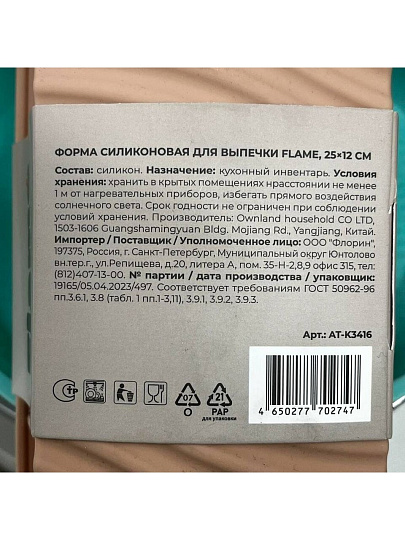 ФОРМА СИЛИКОНОВАЯ ДЛЯ ВЫПЕЧКИ FLAME, 25×12 СМ
Состав: силикон. Назначение: кухонный инвентарь. Условия
хранения: хранить в крытых помещениях нрасстоянии не менее
1 м от нагревательных приборов, избегать прямого воздействия
солнечного света. Срок годности не ограничен при соблюдении
условий хранения. Производитель: Ownland household CO LTD,
1503-1606 Guangshamingyuan Bldg. Mojiang Rd., Yangjiang, Китай.
Импортер / Поставщик / Уполномоченное лицо: ООО "Флорин",
197375, Россия, г. Санкт-Петербург, Муниципальный округ Юнтолово
вн.тер.г., ул.Репищева, д.20, литера А, пом. 35-Н-2,8,9 офис 315, тел:
(812)407-13-00. № партии / дата производства / упаковщик:
19165/05.04.2023/497. Соответствует требованиям ГОСТ 50962-96
пп.3.6.1, 3.8 (табл. 1 пп.1-3,11), 3.9.1, 3.9.2, 3.9.3.
Арт.: AT-K3416
07
O
21
PAP
для упаковки
4 650277 702747